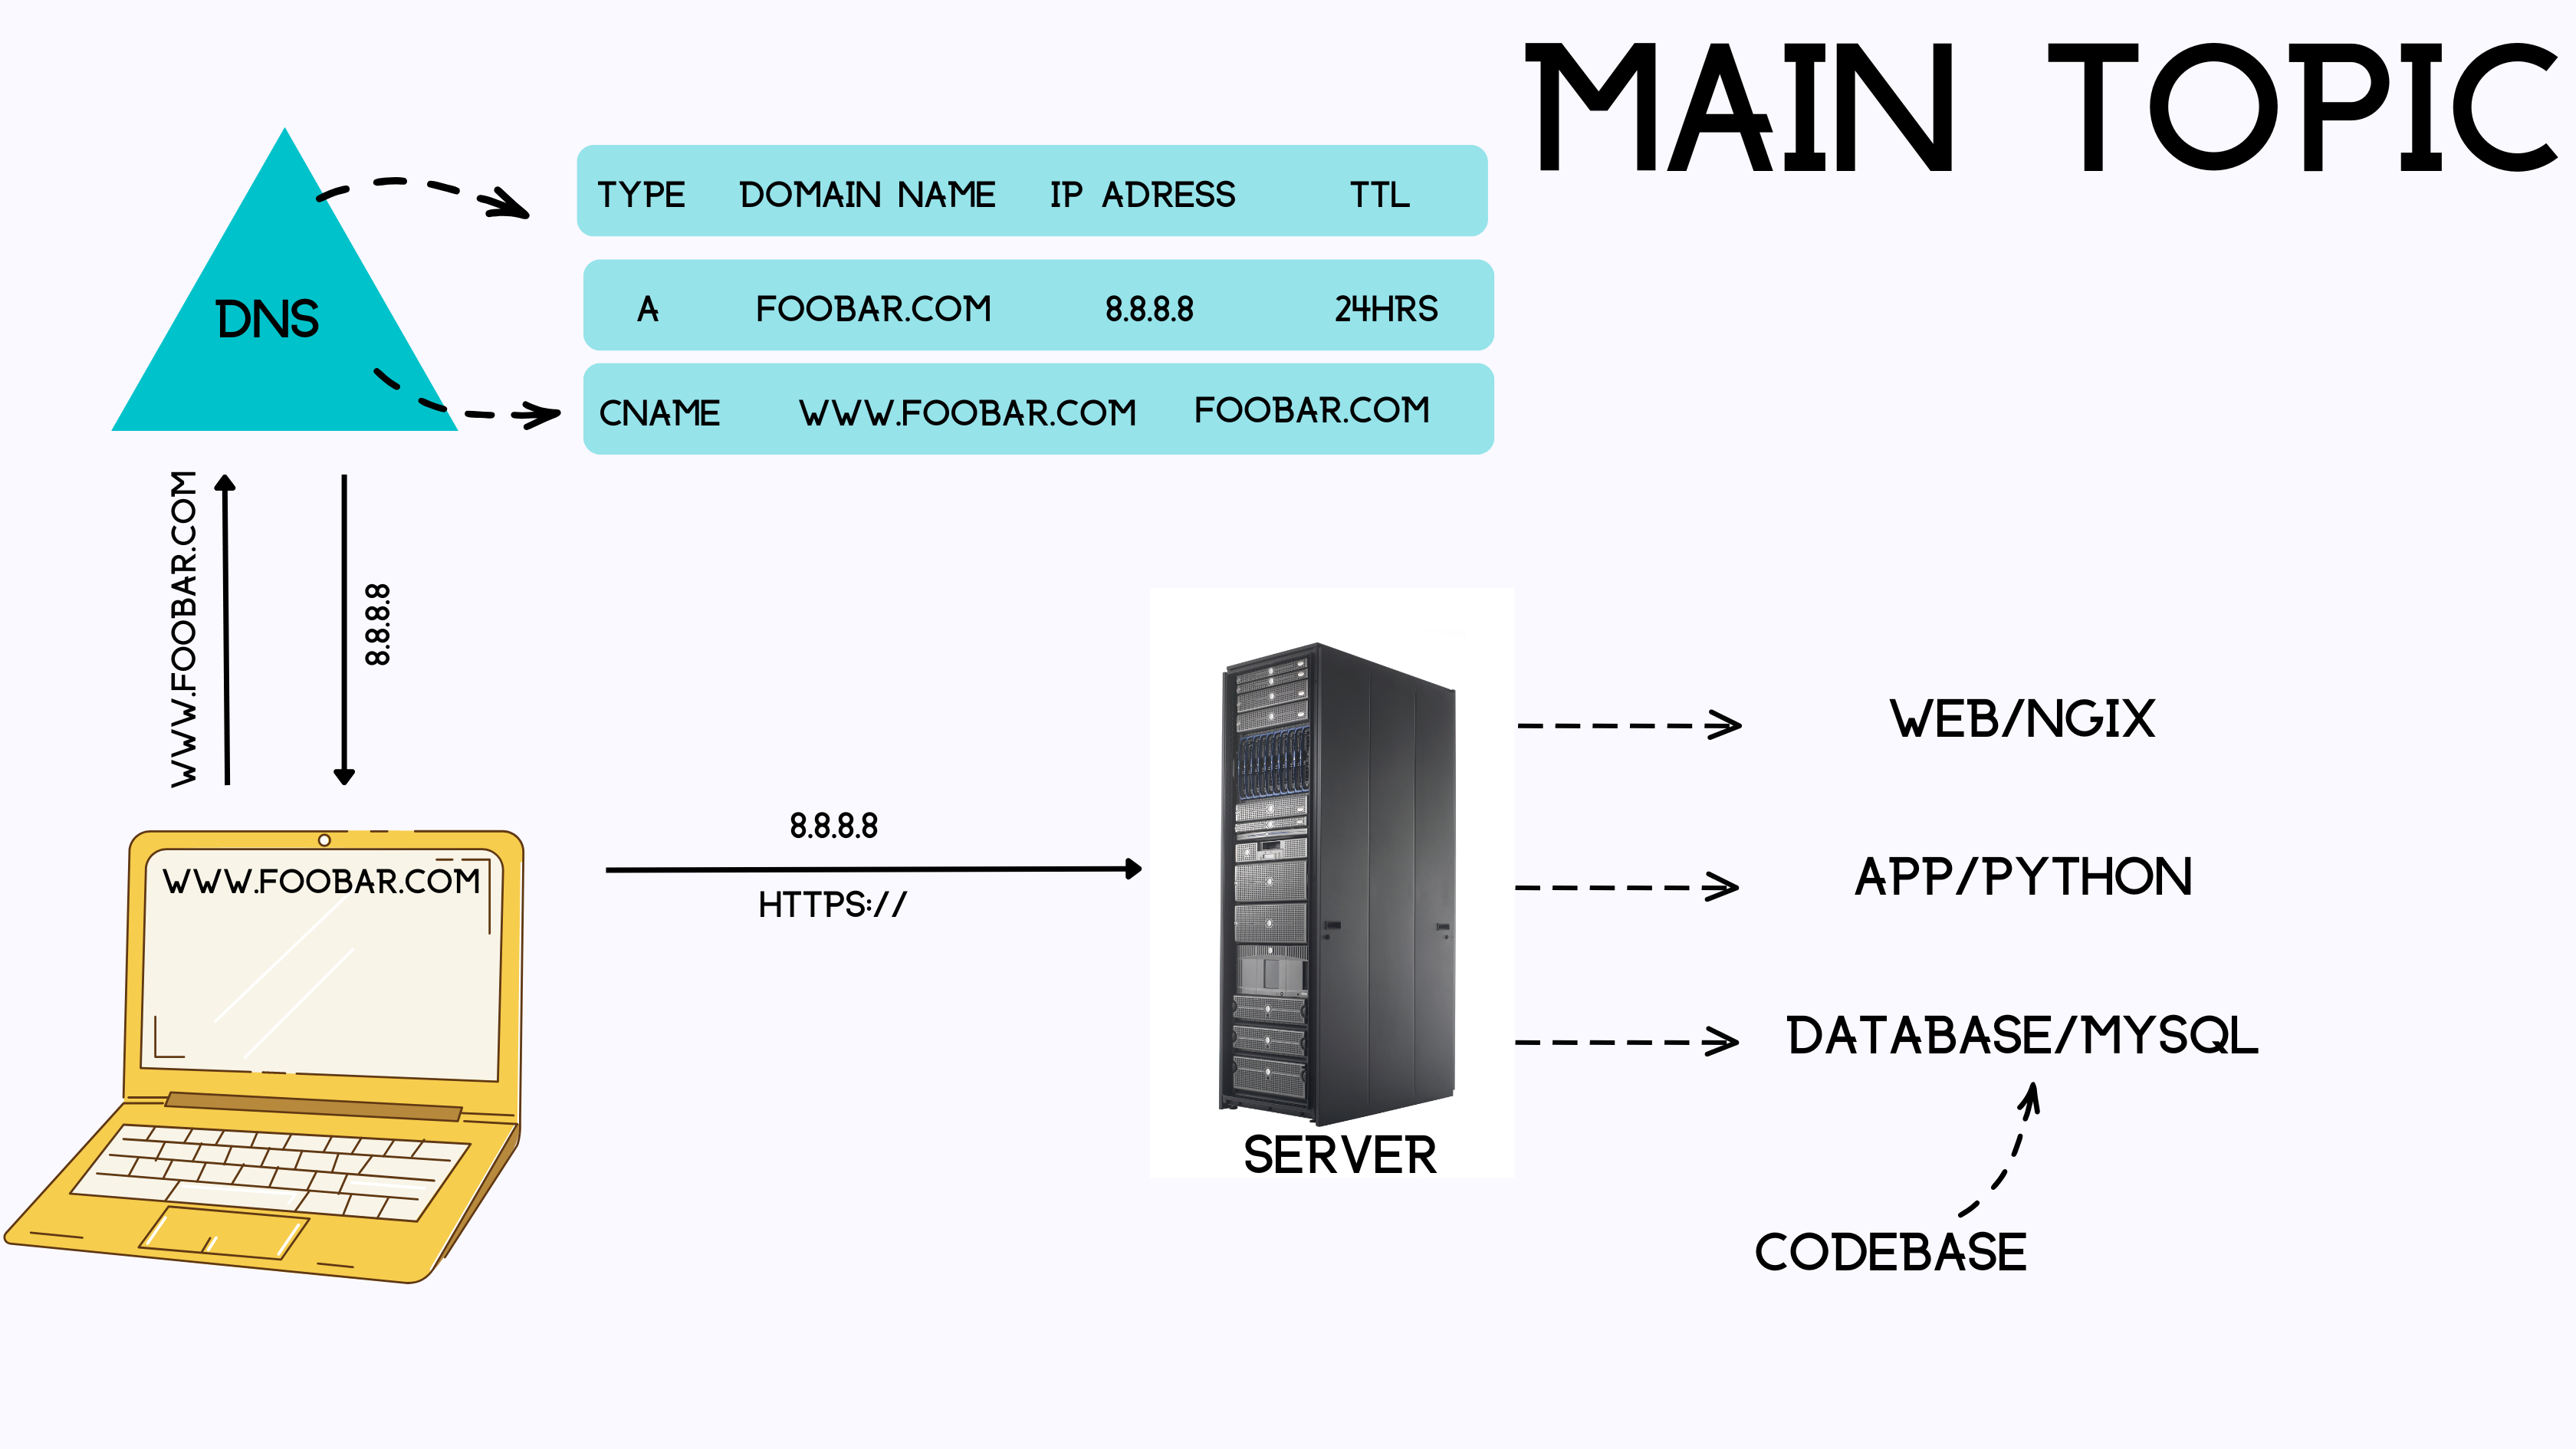 MAIN TOPIC
TYPE DOMAIN NAME IP ADRESS TTL
A FOOBAR.COM 8.8.8.8 24HRS
CNAME WWW.FOOBAR.COM FOOBAR.COM
DNS
WWW.FOOBAR.COM
8.8.8.8
WWW.FOOBAR.COM
8.8.8.8
HTTPS://
SERVER
WEB/NGIX
APP/PYTHON
DATABASE/MYSQL
CODEBASE